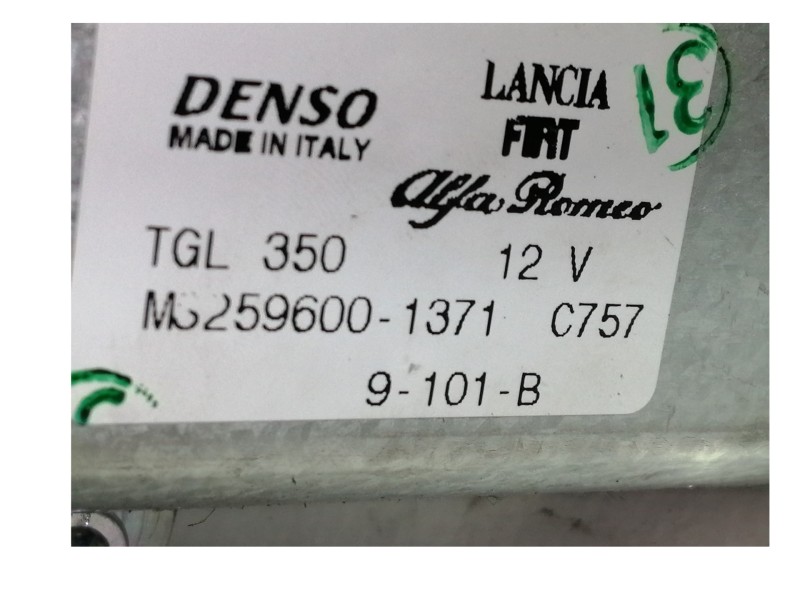 DENSO
MADE IN ITALY
LANCIA
FIAT
Alfa Romeo
TGL 350 12 V
MS259600-1371 C757
9-101-B
31